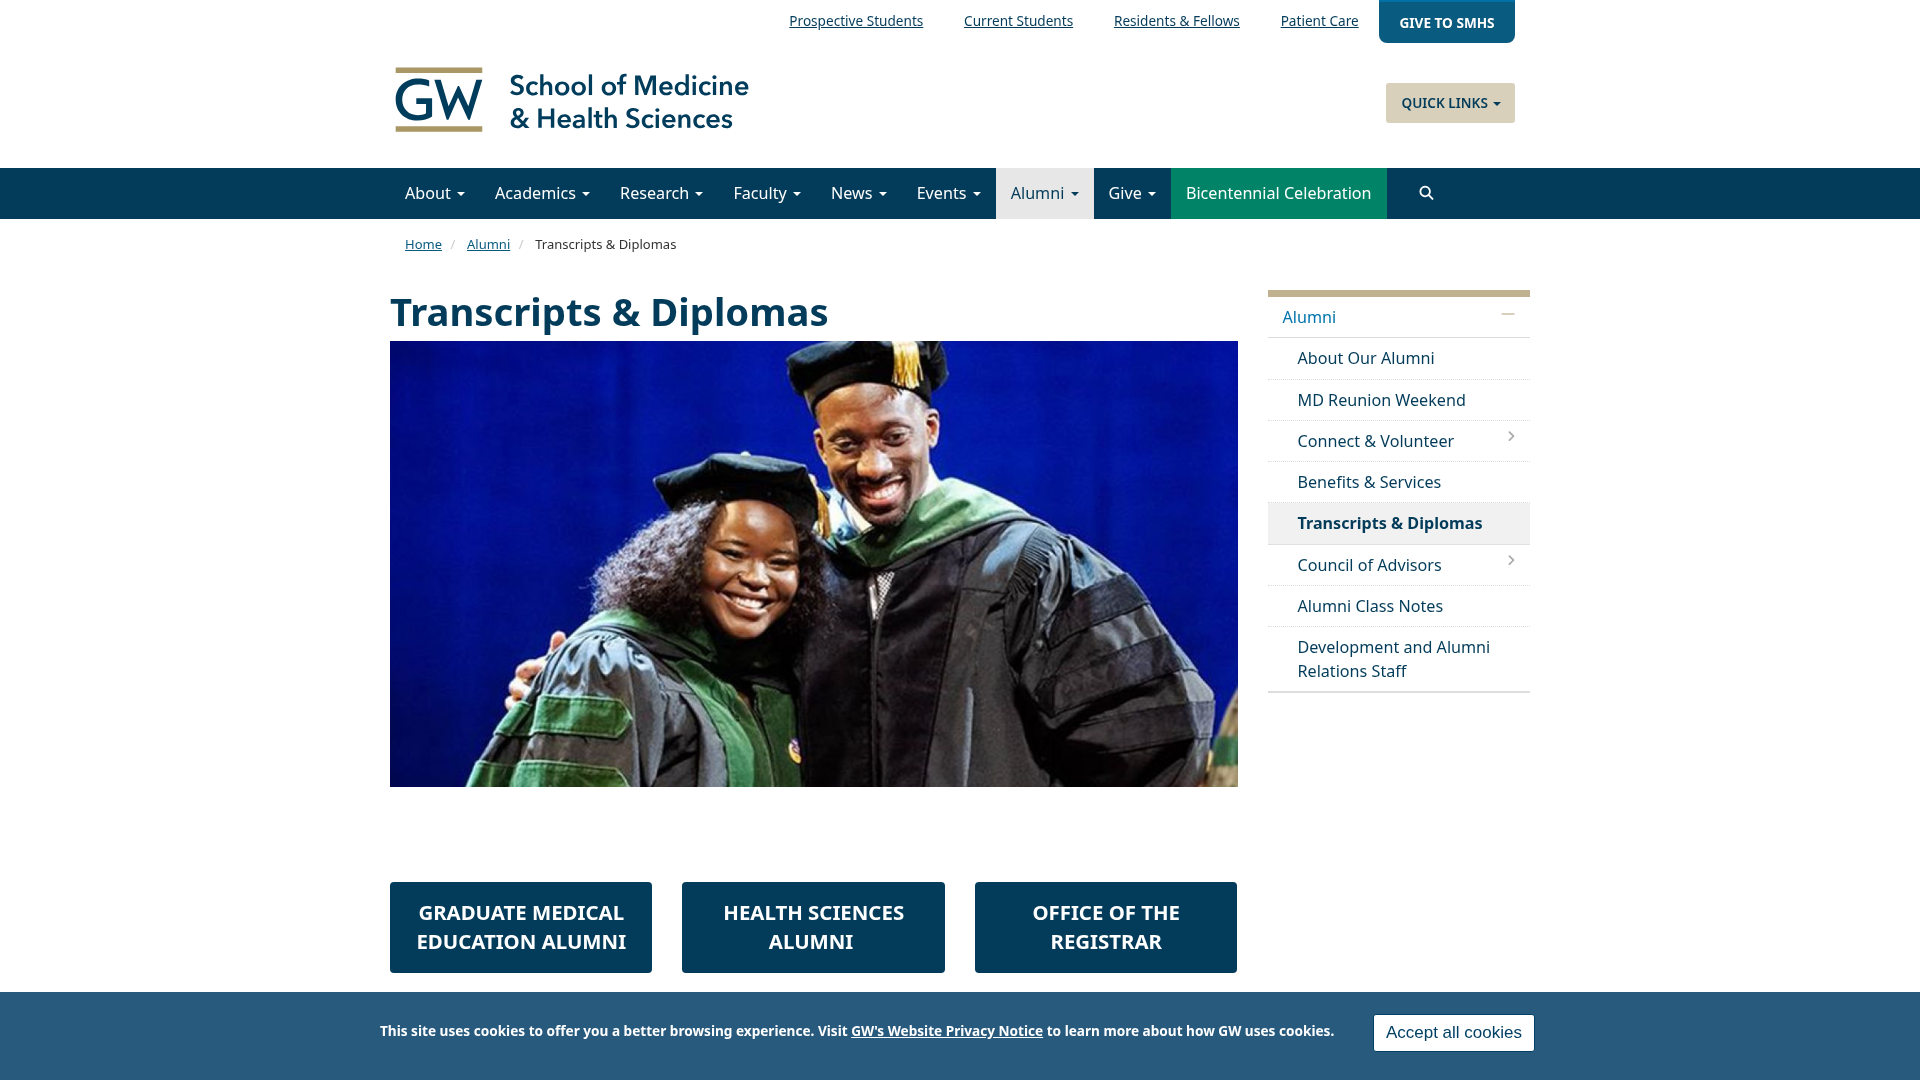 Prospective Students
Current Students
Residents & Fellows
Patient Care
GIVE TO SMHS
GW
School of Medicine
& Health Sciences
QUICK LINKS
About
Academics
Research
Faculty
News
Events
Alumni
Give
Bicentennial Celebration
Home / Alumni / Transcripts & Diplomas
Transcripts & Diplomas
Alumni
About Our Alumni
MD Reunion Weekend
Connect & Volunteer
Benefits & Services
Transcripts & Diplomas
Council of Advisors
Alumni Class Notes
Development and Alumni
Relations Staff
GRADUATE MEDICAL
EDUCATION ALUMNI
HEALTH SCIENCES
ALUMNI
OFFICE OF THE
REGISTRAR
This site uses cookies to offer you a better browsing experience. Visit GW's Website Privacy Notice to learn more about how GW uses cookies.
Accept all cookies